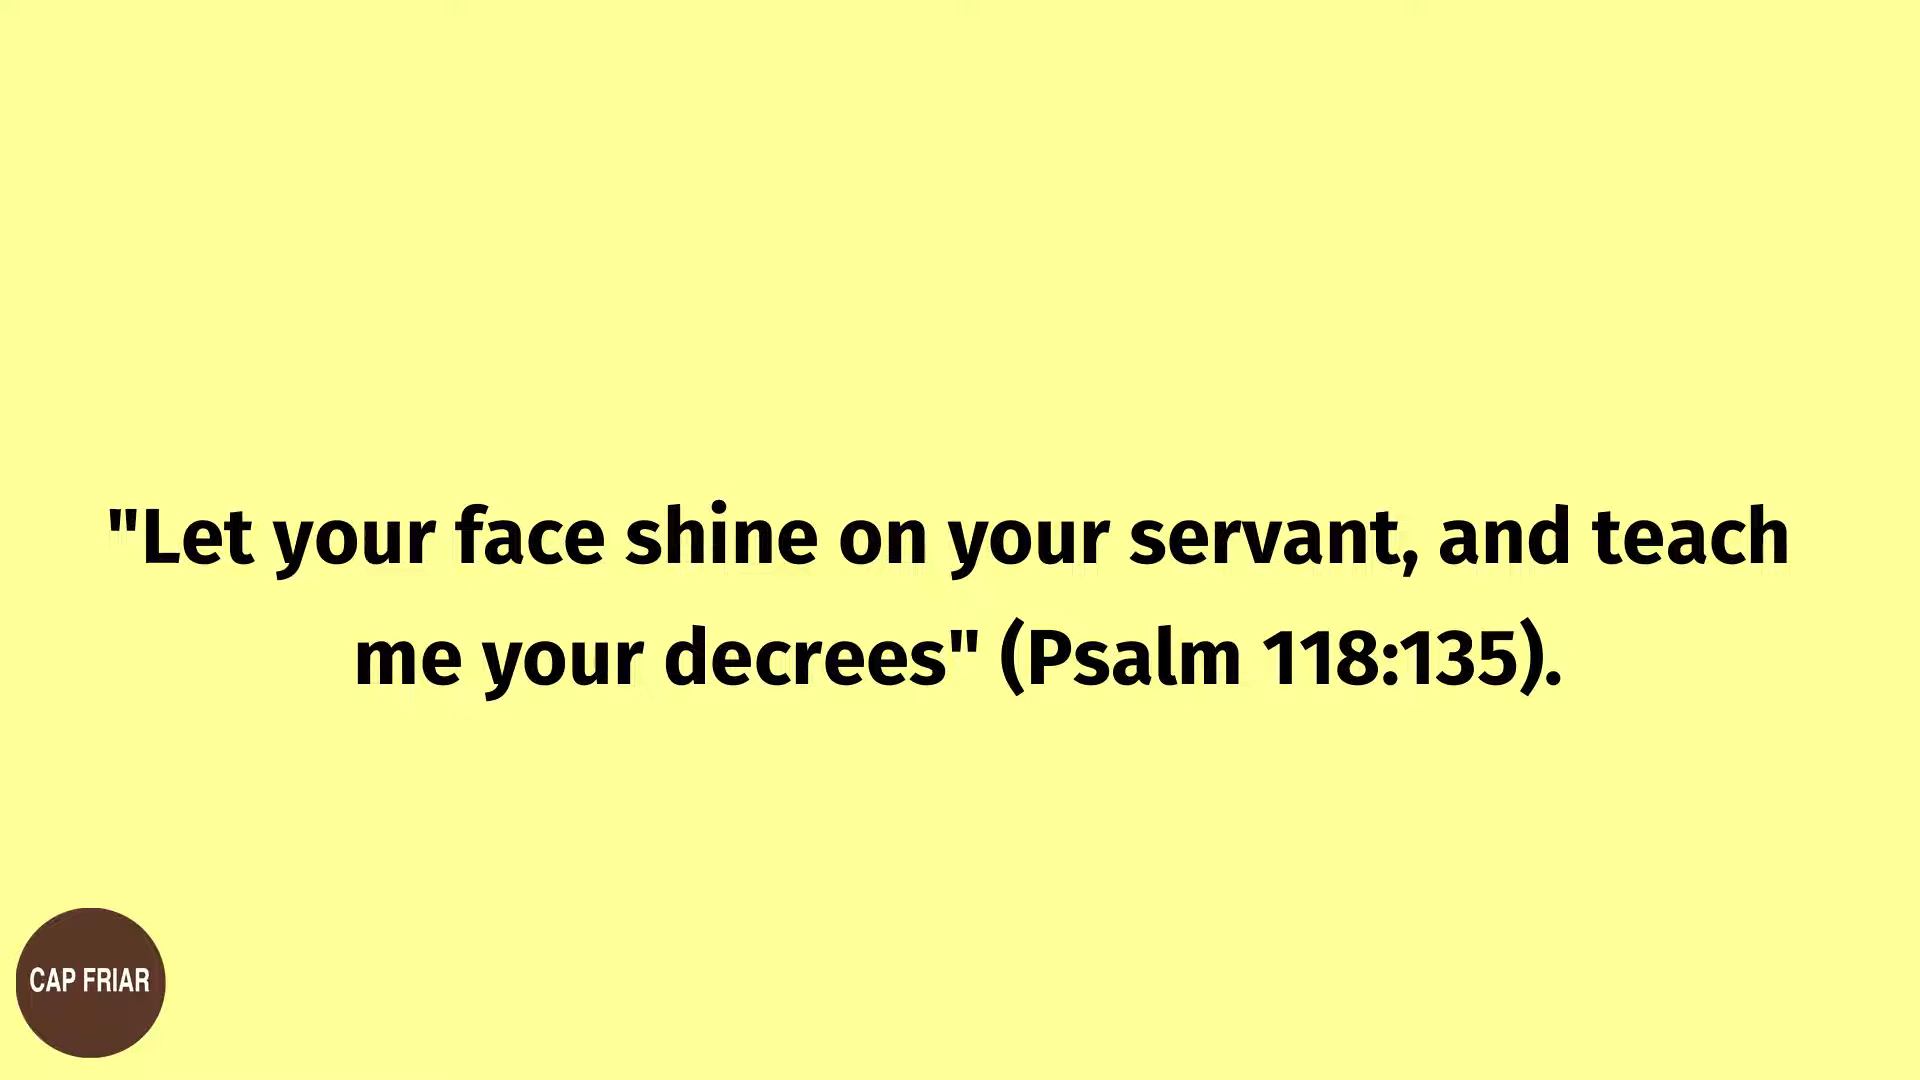 "Let your face shine on your servant, and teach
me your decrees" (Psalm 118:135).
CAP FRIAR